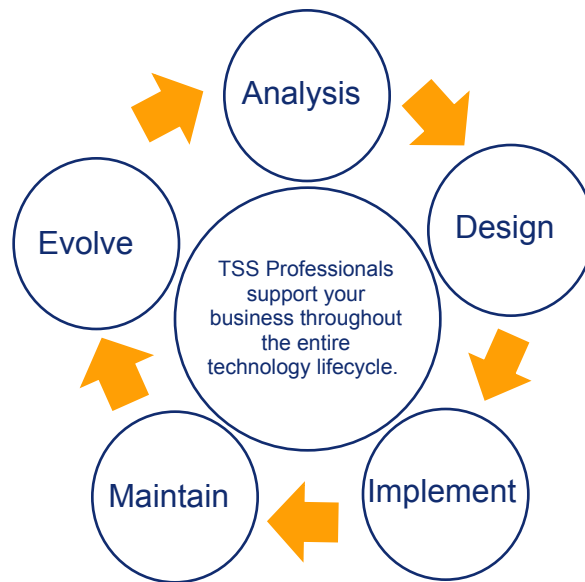 Analysis
Design
Implement
Maintain
Evolve
TSS Professionals
support your
business throughout
the entire
technology lifecycle.